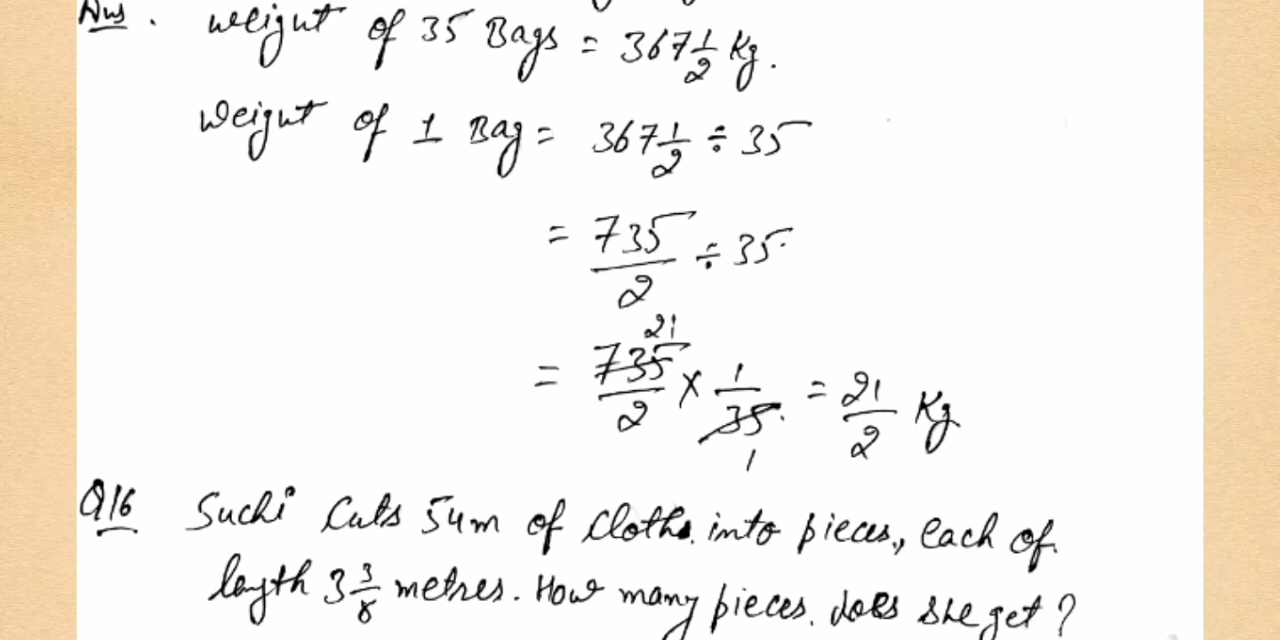 Ans. weight of 35 Bags = 367 1/2 Kg.
Weight of 1 Bag = 367 1/2 ÷ 35
= 735/2 ÷ 35
21
= 735/2 × 1/35 = 21/2 Kg
1
Q16 Suchi Cuts 54m of cloths into pieces, each of
length 3 3/8 metres. How many pieces does she get?